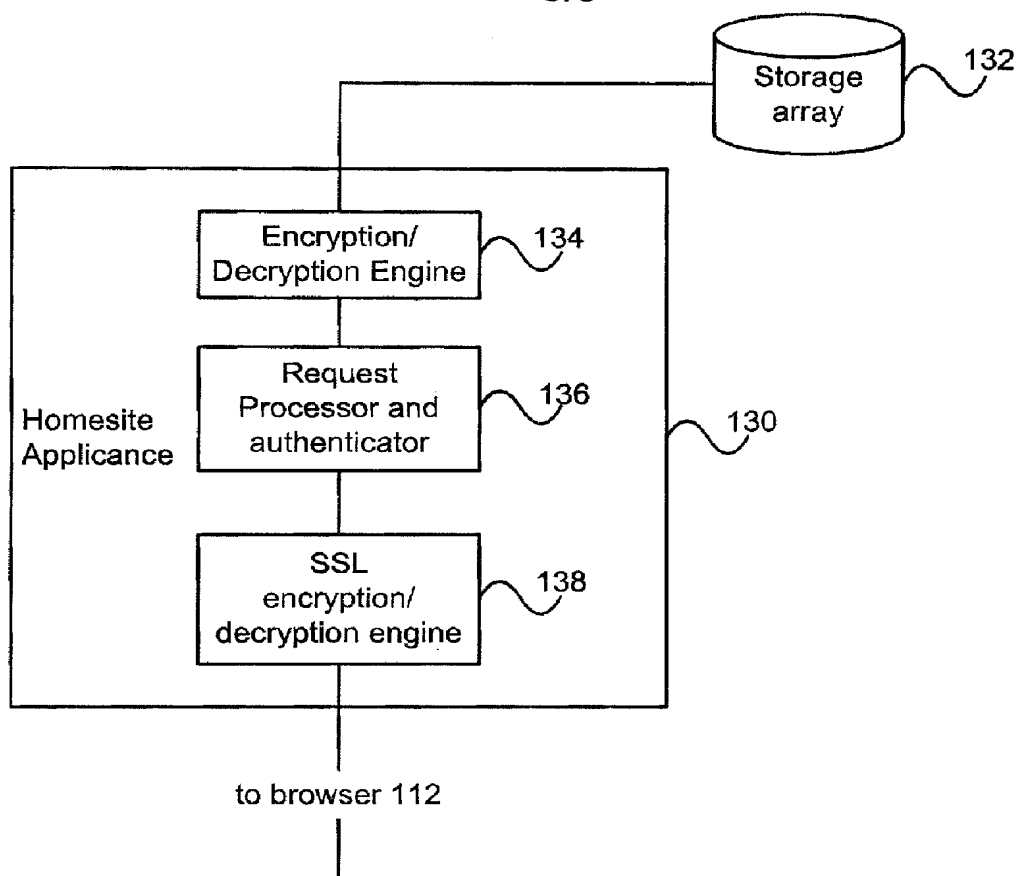 Storage
array
132
Encryption/
Decryption Engine
134
Request
Processor and
authenticator
136
Homesite
Applicance
130
SSL
encryption/
decryption engine
138
to browser 112